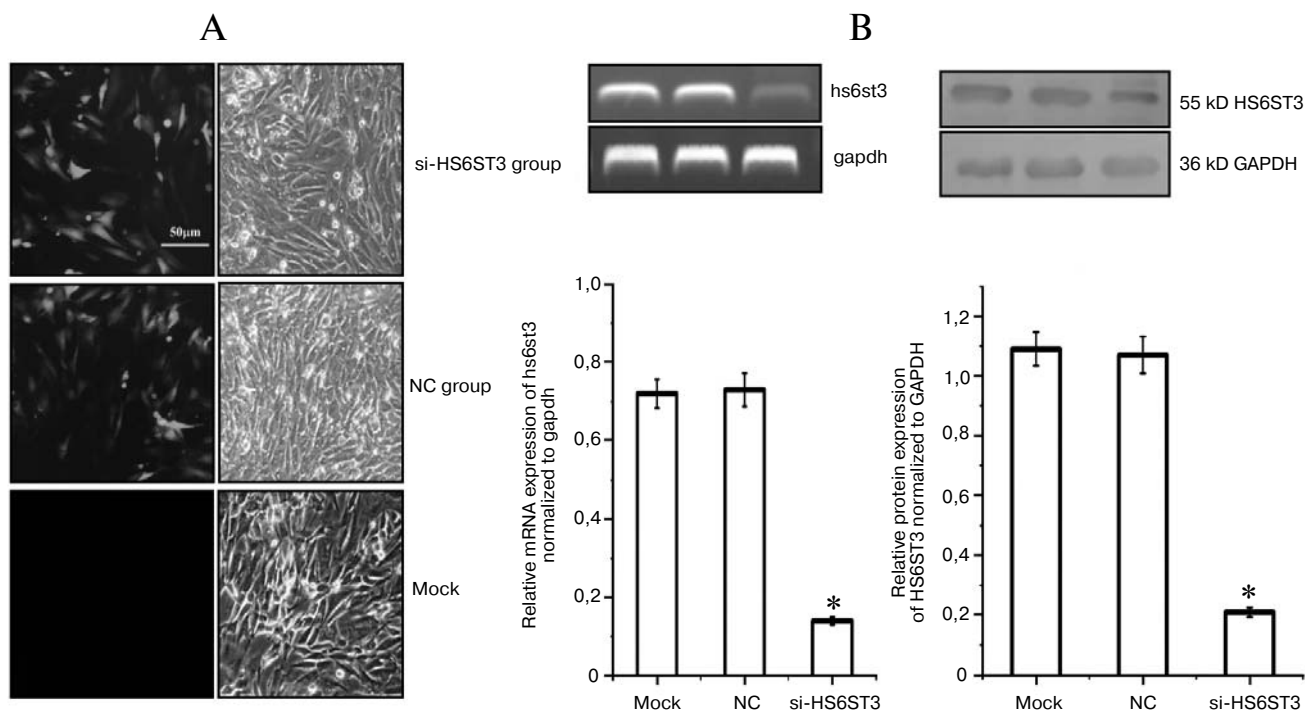 A
B
50μm
si-HS6ST3 group
NC group
Mock
hs6st3
gapdh
55 kD HS6ST3
36 kD GAPDH
Relative mRNA expression of hs6st3
normalized to gapdh
1,0
0,8
0,6
0,4
0,2
0
*
Mock
NC
si-HS6ST3
Relative protein expression
of HS6ST3 normalized to GAPDH
1,2
1,0
0,8
0,6
0,4
0,2
0
*
Mock
NC
si-HS6ST3